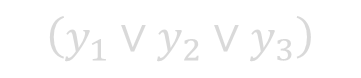 (y₁ ∨ y₂ ∨ y₃)